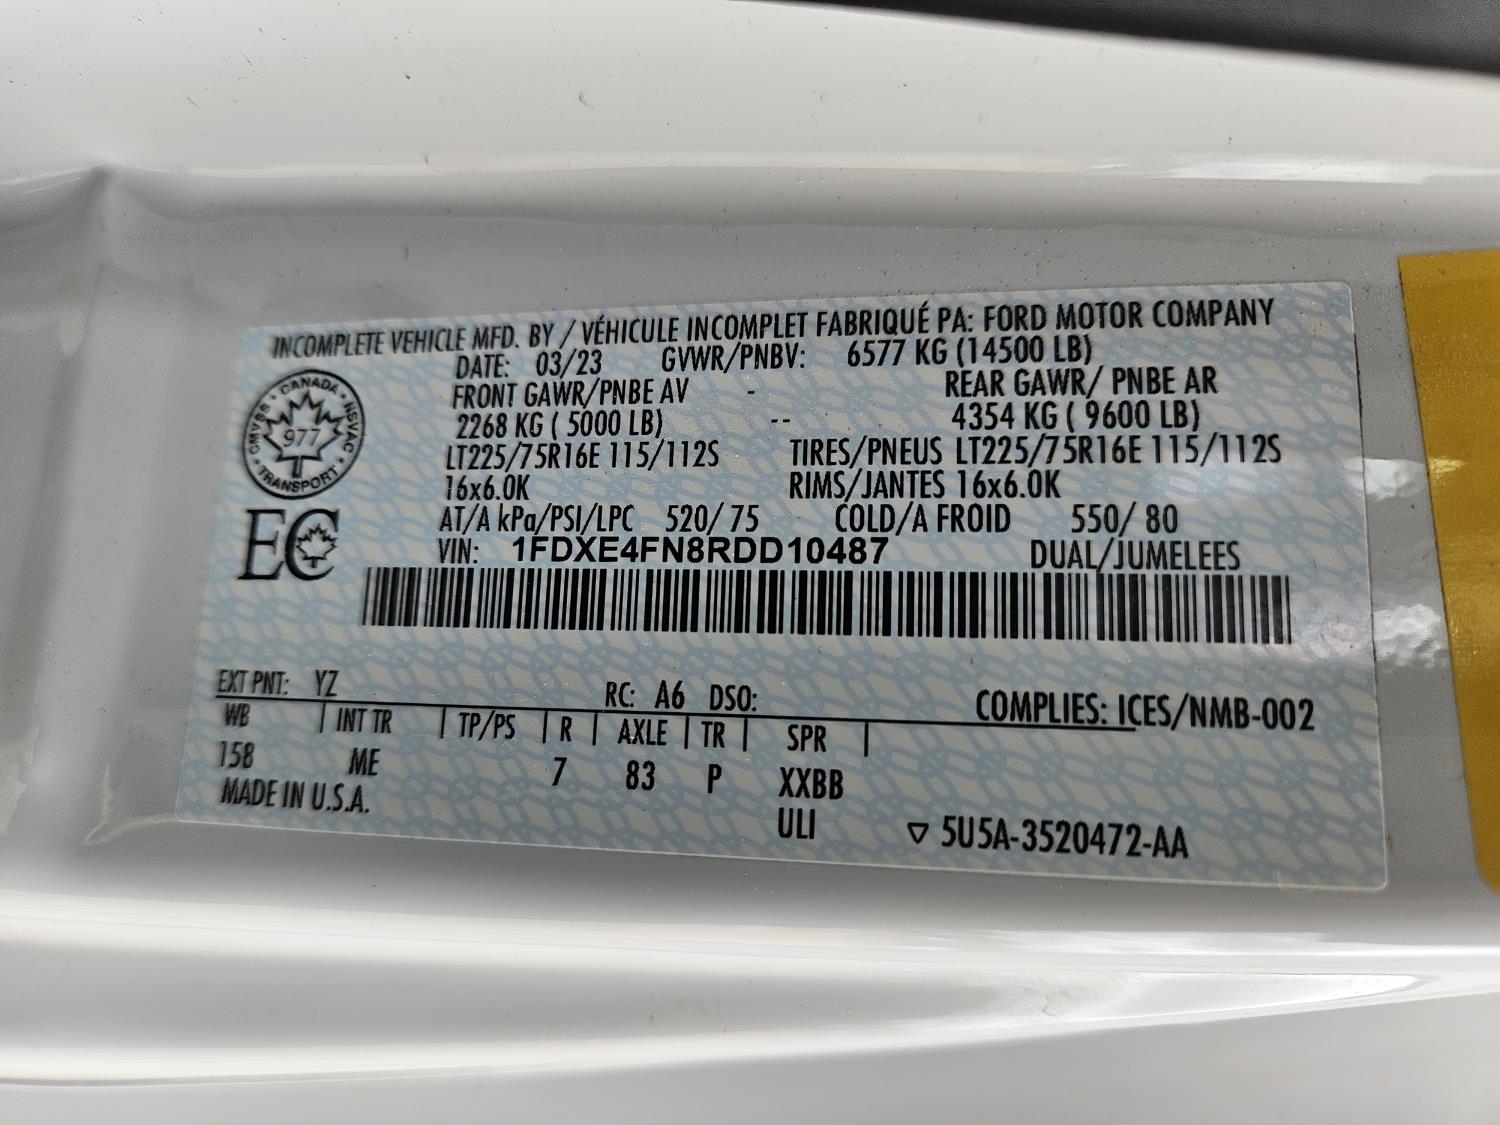 INCOMPLETE VEHICLE MFD. BY / VÉHICULE INCOMPLET FABRIQUÉ PA: FORD MOTOR COMPANY
DATE: 03/23 GVWR/PNBV: 6577 KG (14500 LB)
FRONT GAWR/PNBE AV - REAR GAWR/ PNBE AR
2268 KG ( 5000 LB) -- 4354 KG ( 9600 LB)
LT225/75R16E 115/112S TIRES/PNEUS LT225/75R16E 115/112S
16x6.0K RIMS/JANTES 16x6.0K
AT/A kPa/PSI/LPC 520/ 75 COLD/A FROID 550/ 80
VIN: 1FDXE4FN8RDD10487 DUAL/JUMELEES
CANADA
CMVSS NSVAC
977
TRANSPORT
EC
EXT PNT: YZ RC: A6 DSO: COMPLIES: ICES/NMB-002
WB | INT TR | TP/PS | R | AXLE | TR | SPR |
158 ME 7 83 P XXBB
MADE IN U.S.A. ULI ▽ 5U5A-3520472-AA